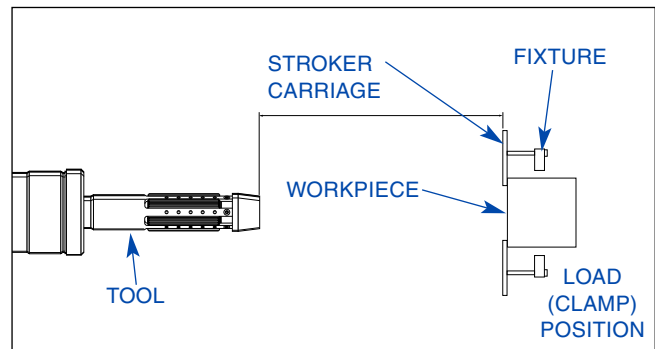 STROKER
CARRIAGE
FIXTURE
WORKPIECE
TOOL
LOAD
(CLAMP)
POSITION